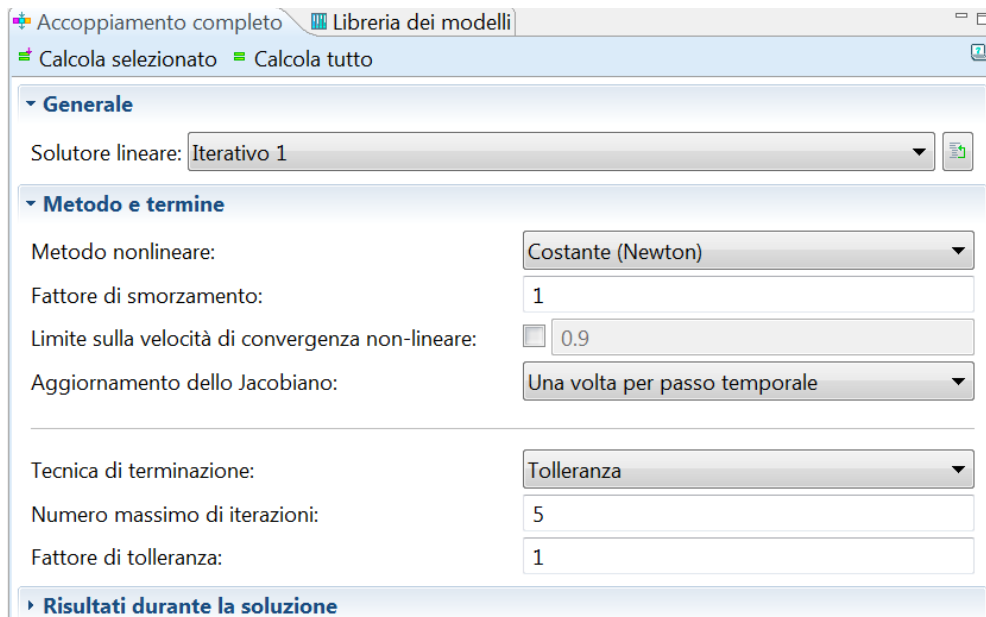 Accoppiamento completo Libreria dei modelli
Calcola selezionato Calcola tutto
Generale
Solutore lineare: Iterativo 1
Metodo e termine
Metodo nonlineare: Costante (Newton)
Fattore di smorzamento: 1
Limite sulla velocità di convergenza non-lineare: 0.9
Aggiornamento dello Jacobiano: Una volta per passo temporale
Tecnica di terminazione: Tolleranza
Numero massimo di iterazioni: 5
Fattore di tolleranza: 1
Risultati durante la soluzione